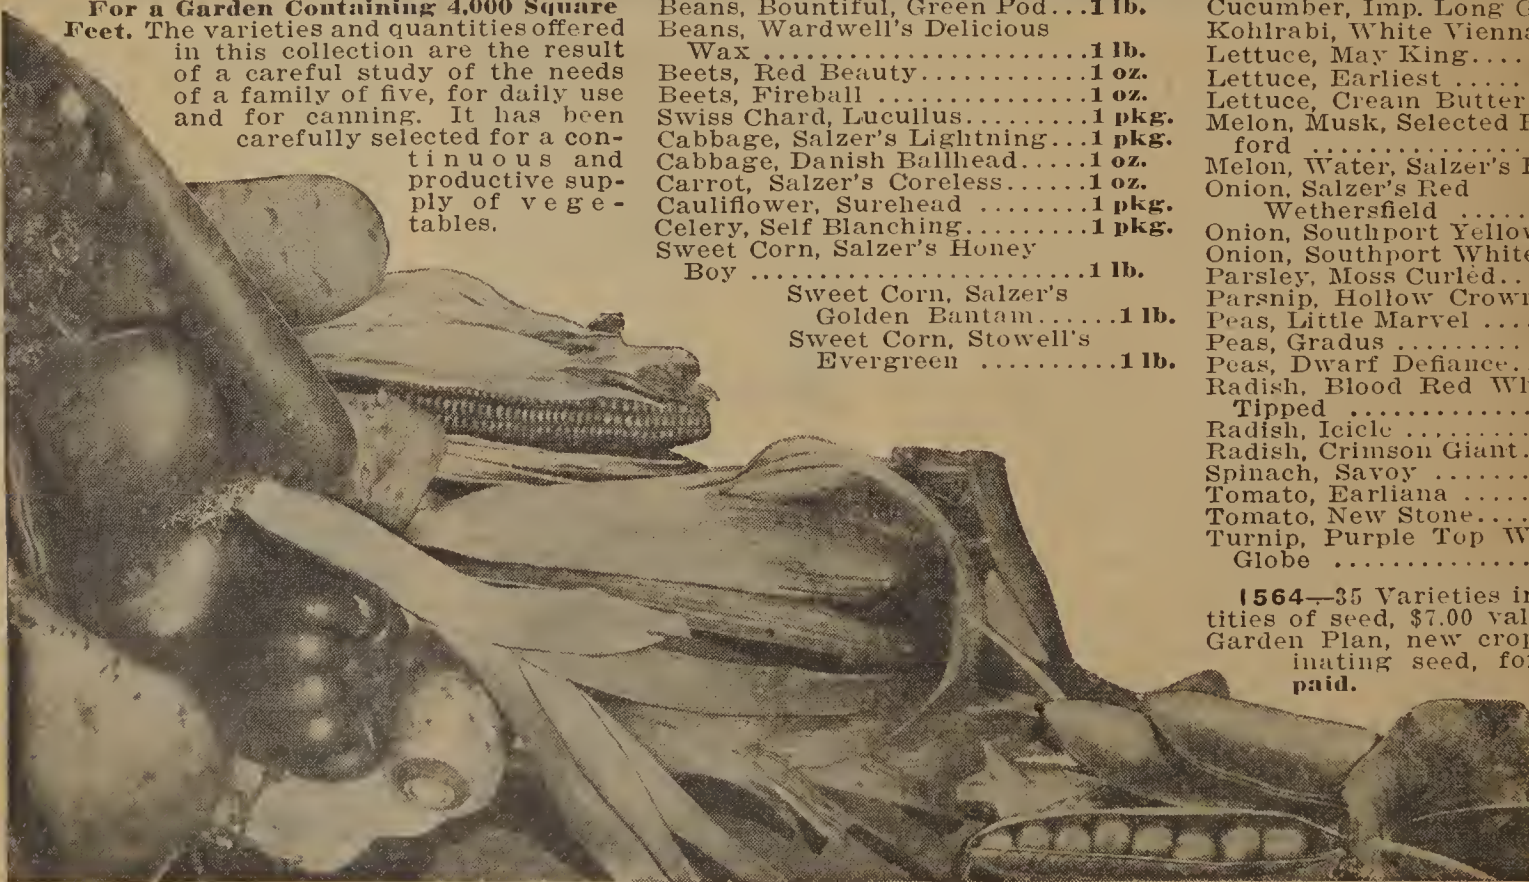 For a Garden Containing 4,000 Square
Feet. The varieties and quantities offered
in this collection are the result
of a careful study of the needs
of a family of five, for daily use
and for canning. It has been
carefully selected for a con-
tinuous and
productive sup-
ply of vege-
tables.
Beans, Bountiful, Green Pod...1 lb.
Beans, Wardwell's Delicious
Wax ......................1 lb.
Beets, Red Beauty............1 oz.
Beets, Fireball ...............1 oz.
Swiss Chard, Lucullus.........1 pkg.
Cabbage, Salzer's Lightning...1 pkg.
Cabbage, Danish Ballhead.....1 oz.
Carrot, Salzer's Coreless......1 oz.
Cauliflower, Surehead ........1 pkg.
Celery, Self Blanching.........1 pkg.
Sweet Corn, Salzer's Honey
Boy .......................1 lb.
Sweet Corn, Salzer's
Golden Bantam......1 lb.
Sweet Corn, Stowell's
Evergreen ..........1 lb.
Cucumber, Imp. Long
Kohlrabi, White Vienna
Lettuce, May King....
Lettuce, Earliest .....
Lettuce, Cream Butter
Melon, Musk, Selected
ford ...............
Melon, Water, Salzer's
Onion, Salzer's Red
Wethersfield .....
Onion, Southport Yellow
Onion, Southport White
Parsley, Moss Curled..
Parsnip, Hollow Crown
Peas, Little Marvel ....
Peas, Gradus .........
Peas, Dwarf Defiance.
Radish, Blood Red
Tipped .............
Radish, Icicle .........
Radish, Crimson Giant.
Spinach, Savoy .......
Tomato, Earliana .....
Tomato, New Stone....
Turnip, Purple Top
Globe ..............
1564—35 Varieties
tities of seed, $7.00
Garden Plan, new
inating seed,
paid.